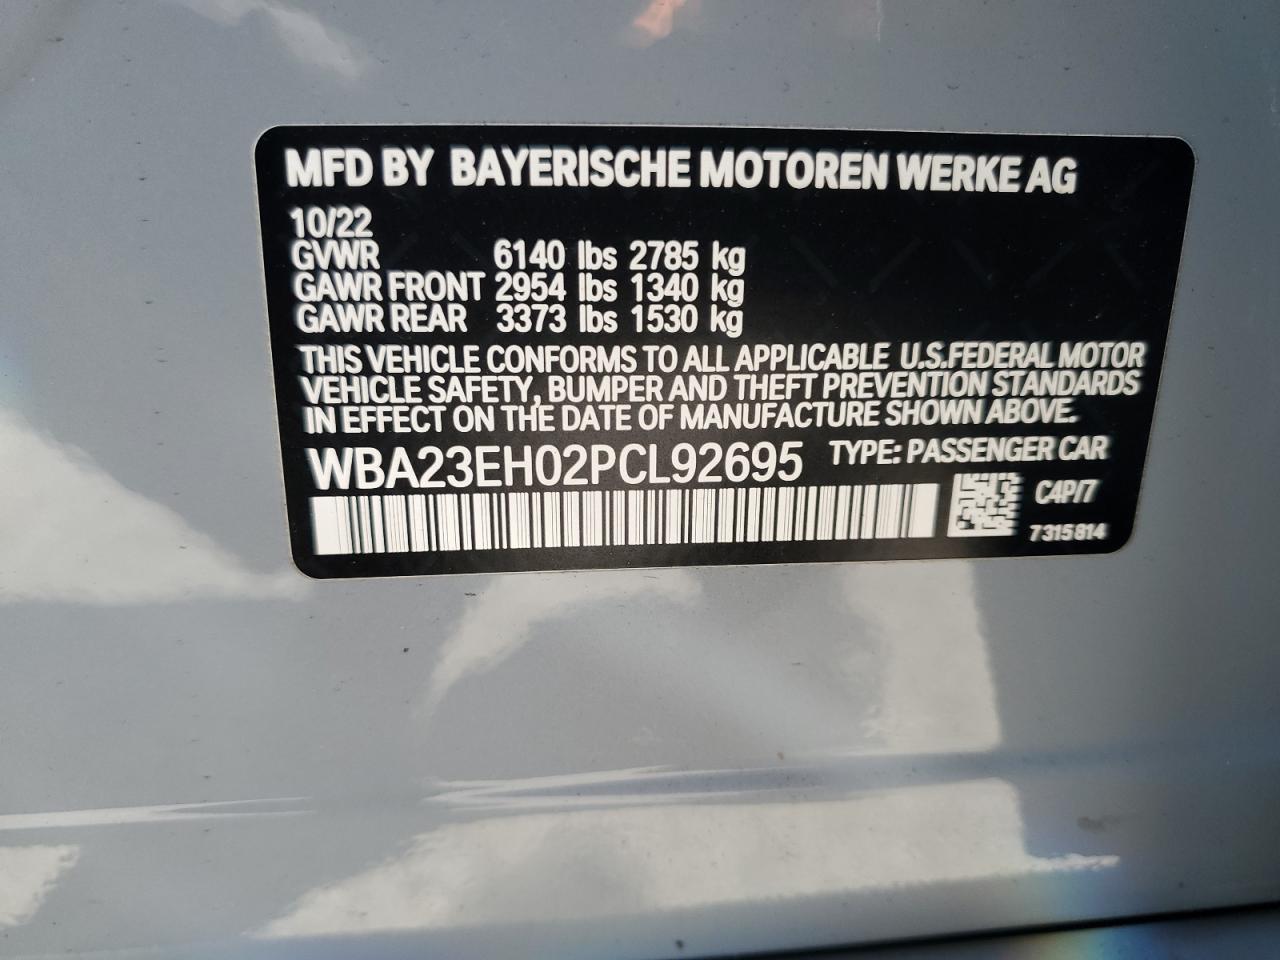 MFD BY BAYERISCHE MOTOREN WERKE AG
10/22
GVWR 6140 lbs 2785 kg
GAWR FRONT 2954 lbs 1340 kg
GAWR REAR 3373 lbs 1530 kg
THIS VEHICLE CONFORMS TO ALL APPLICABLE U.S.FEDERAL MOTOR
VEHICLE SAFETY, BUMPER AND THEFT PREVENTION STANDARDS
IN EFFECT ON THE DATE OF MANUFACTURE SHOWN ABOVE.
WBA23EH02PCL92695 TYPE: PASSENGER CAR
C4P/7
7315814